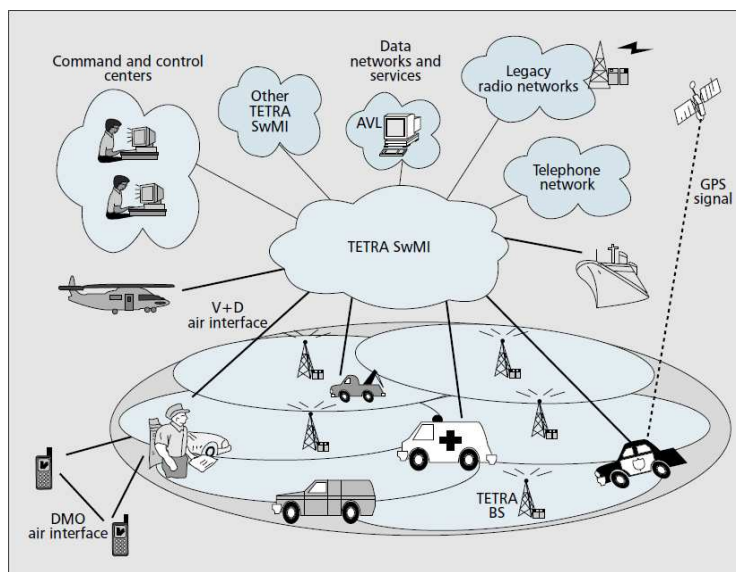 Command and control
centers
Other
TETRA
SwMI
Data
networks and
services
AVL
Legacy
radio networks
Telephone
network
GPS
signal
TETRA SwMI
V+D
air interface
TETRA
BS
DMO
air interface